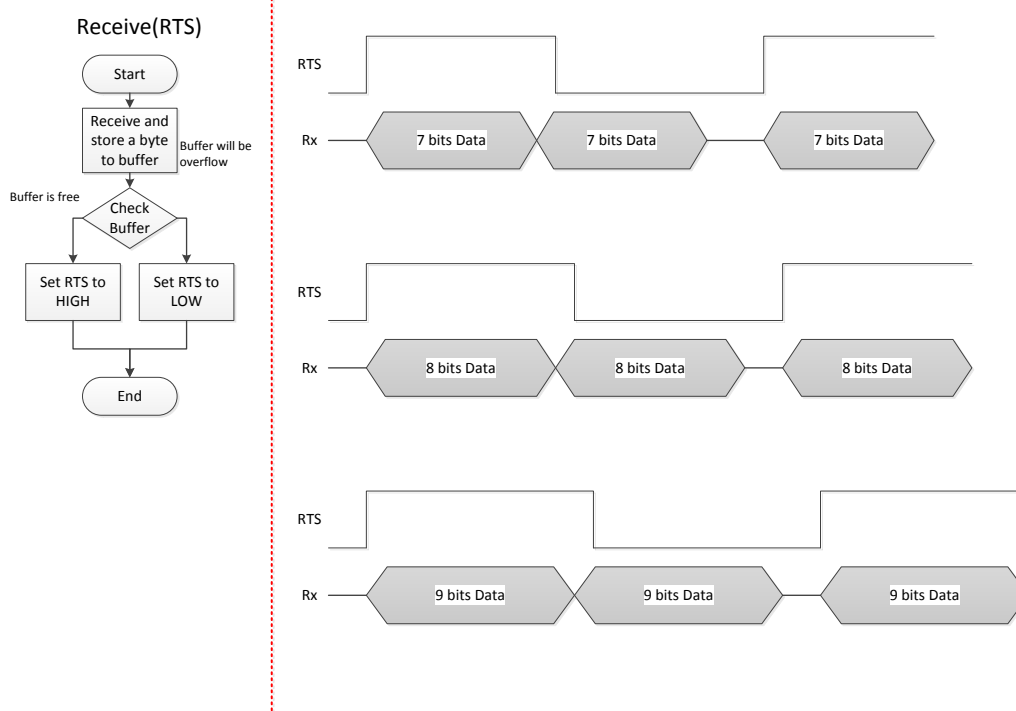 Receive(RTS)
Start
Receive and
store a byte
to buffer
Buffer will be
overflow
Buffer is free
Check
Buffer
Set RTS to
HIGH
Set RTS to
LOW
End
RTS
Rx
7 bits Data
7 bits Data
7 bits Data
RTS
Rx
8 bits Data
8 bits Data
8 bits Data
RTS
Rx
9 bits Data
9 bits Data
9 bits Data